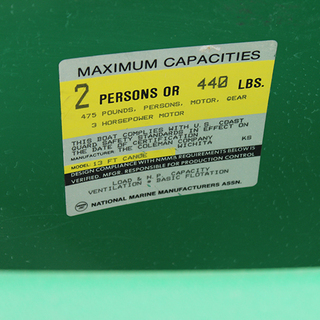 MAXIMUM CAPACITIES
2 PERSONS OR 440 LBS.
475 POUNDS, PERSONS, MOTOR, GEAR
3 HORSEPOWER MOTOR
THIS BOAT COMPLIES WITH U.S. COAST
GUARD SAFETY STANDARDS IN EFFECT ON
THE DATE OF CERTIFICATION
MANUFACTURER THE COLEMAN COMPANY WICHITA KS
MODEL 13 FT CANOE
DESIGN COMPLIANCE WITH NMMA REQUIREMENTS BELOW IS
VERIFIED. MFGR. RESPONSIBLE FOR PRODUCTION CONTROL
LOAD & H.P. CAPACITY
VENTILATION * BASIC FLOTATION
NATIONAL MARINE MANUFACTURERS ASSN.